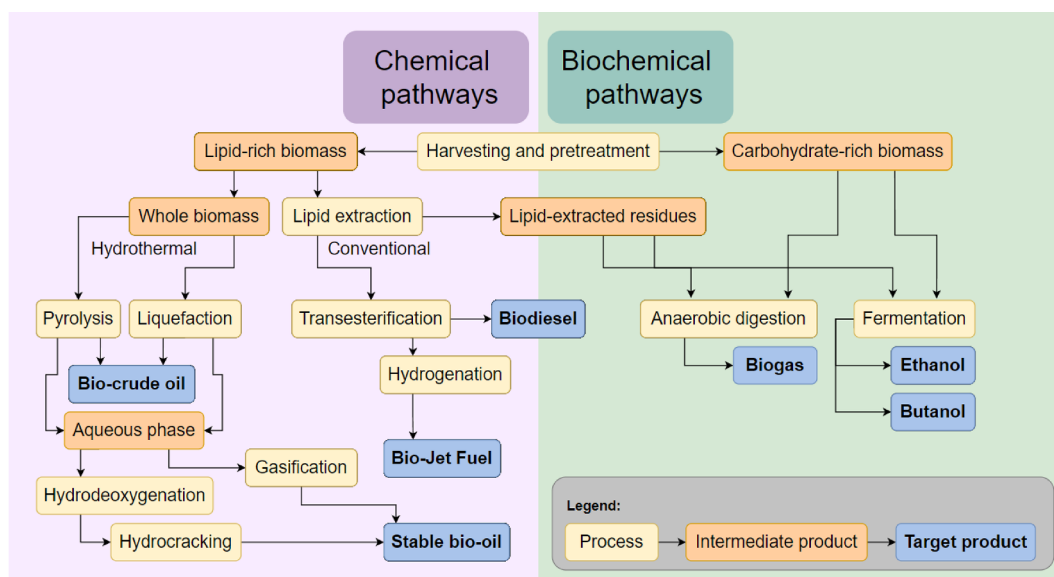 Chemical
pathways
Biochemical
pathways
Lipid-rich biomass
Harvesting and pretreatment
Carbohydrate-rich biomass
Whole biomass
Lipid extraction
Lipid-extracted residues
Hydrothermal
Conventional
Pyrolysis
Liquefaction
Transesterification
Biodiesel
Anaerobic digestion
Fermentation
Bio-crude oil
Hydrogenation
Biogas
Ethanol
Butanol
Aqueous phase
Bio-Jet Fuel
Gasification
Hydrodeoxygenation
Hydrocracking
Stable bio-oil
Legend:
Process
Intermediate product
Target product